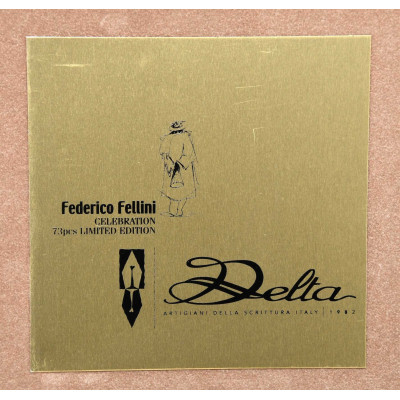 Federico Fellini
CELEBRATION
73pcs LIMITED EDITION
Delta
ARTIGIANI DELLA SCRITTURA ITALY | 1982